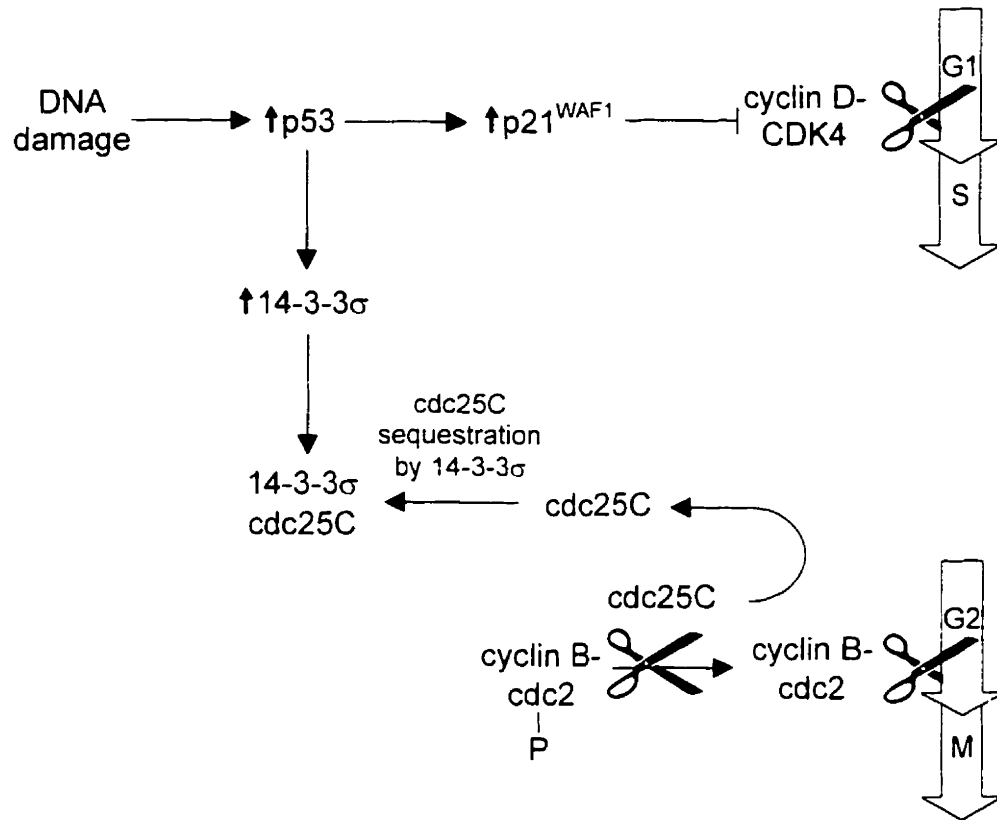 DNA
damage
↑p53
↑p21WAF1
cyclin D-
CDK4
G1
S
↑14-3-3σ
cdc25C
sequestration
by 14-3-3σ
14-3-3σ
cdc25C
cdc25C
cdc25C
cyclin B-
cdc2
P
cyclin B-
cdc2
G2
M